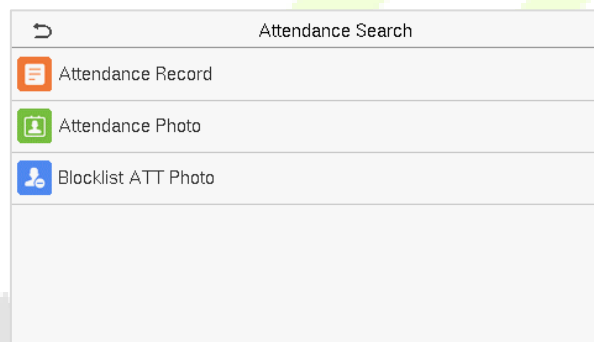 Attendance Search
Attendance Record
Attendance Photo
Blocklist ATT Photo